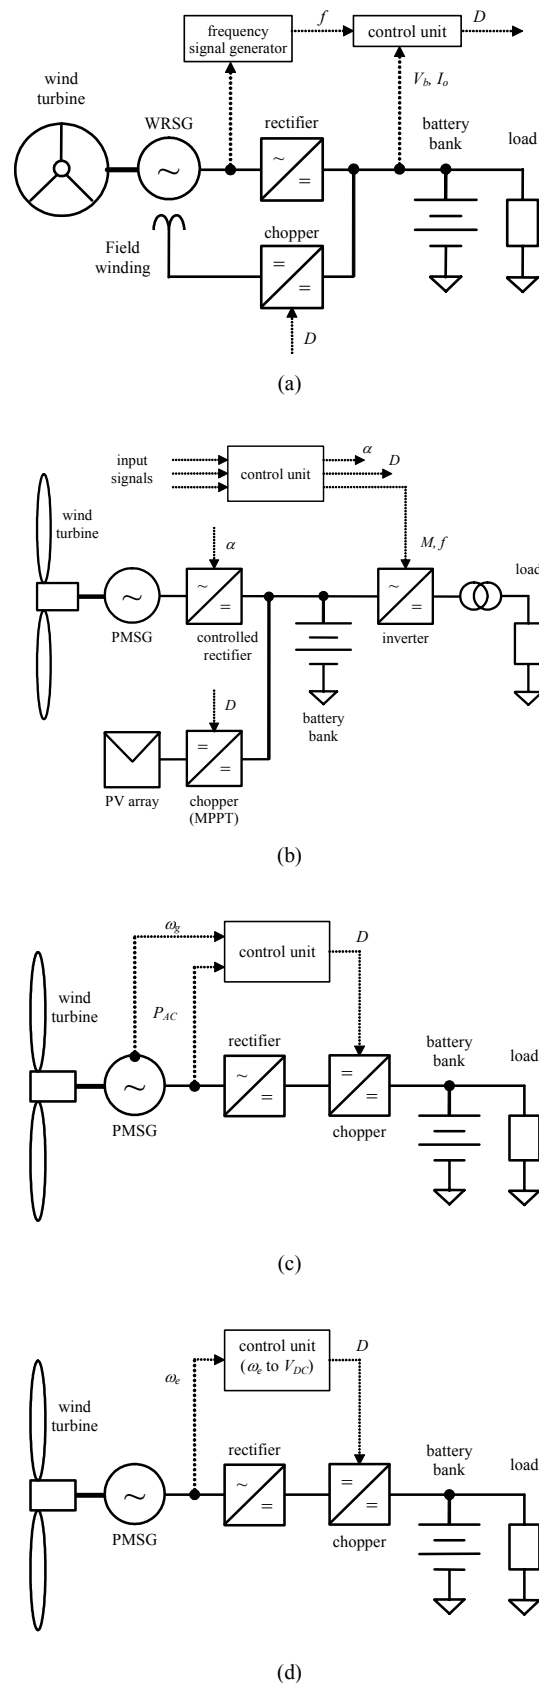 frequency
signal generator
f
control unit
D
V_b, I_o
wind
turbine
WRSG
rectifier
battery
bank
load
~
~
=
Field
winding
chopper
=
=
D
(a)
input
signals
control unit
α
D
wind
turbine
α
M, f
load
~
~
=
~
=
PMSG
controlled
rectifier
inverter
D
battery
bank
=
=
PV array
chopper
(MPPT)
(b)
ω_g
control unit
D
wind
turbine
P_AC
rectifier
battery
bank
load
~
~
=
=
=
PMSG
chopper
(c)
control unit
(ω_e to V_DC)
D
ω_e
wind
turbine
rectifier
battery
bank
load
~
~
=
=
=
PMSG
chopper
(d)